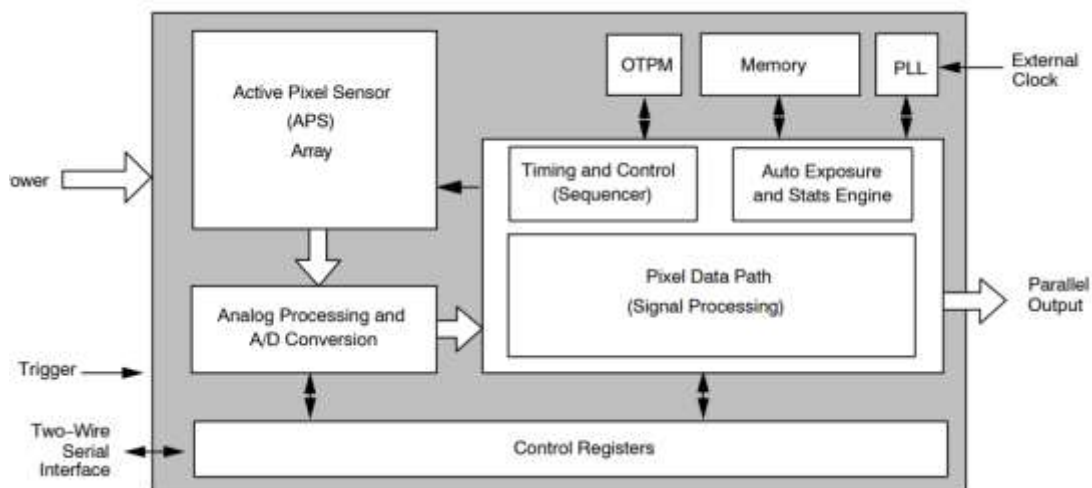 Active Pixel Sensor
(APS)
Array
OTPM
Memory
PLL
External
Clock
ower
Timing and Control
(Sequencer)
Auto Exposure
and Stats Engine
Pixel Data Path
(Signal Processing)
Parallel
Output
Analog Processing and
A/D Conversion
Trigger
Two–Wire
Serial
Interface
Control Registers